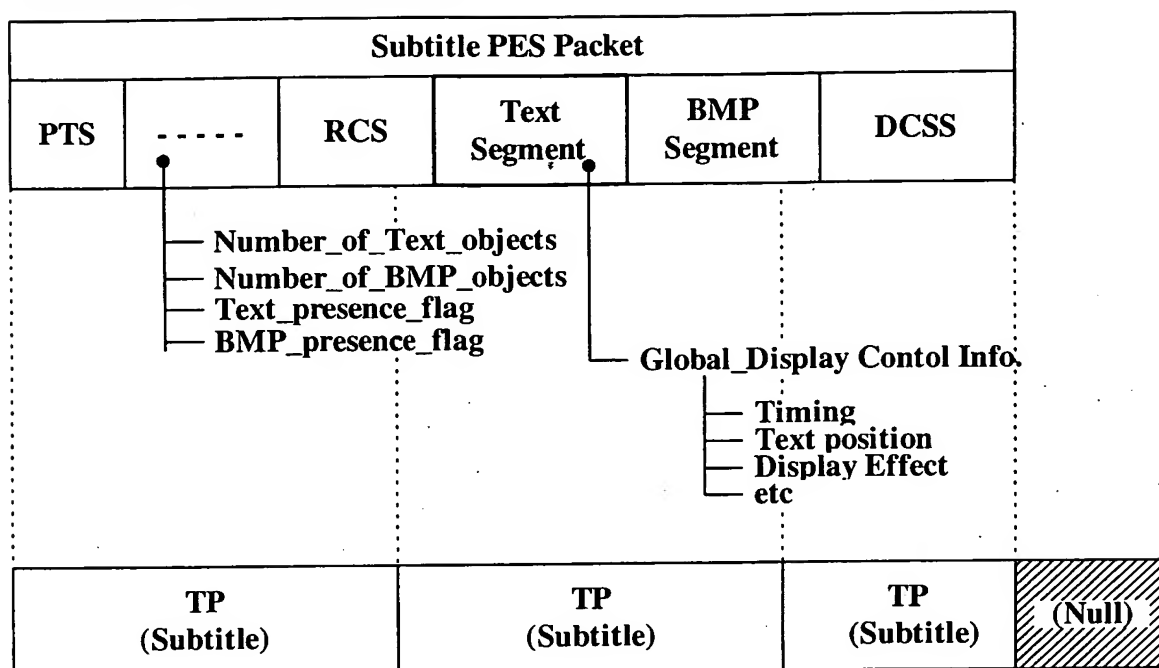 Subtitle PES Packet
PTS
- - - - -
RCS
Text
Segment
BMP
Segment
DCSS
Number_of_Text_objects
Number_of_BMP_objects
Text_presence_flag
BMP_presence_flag
Global_Display Contol Info.
Timing
Text position
Display Effect
etc
TP
(Subtitle)
TP
(Subtitle)
TP
(Subtitle)
(Null)